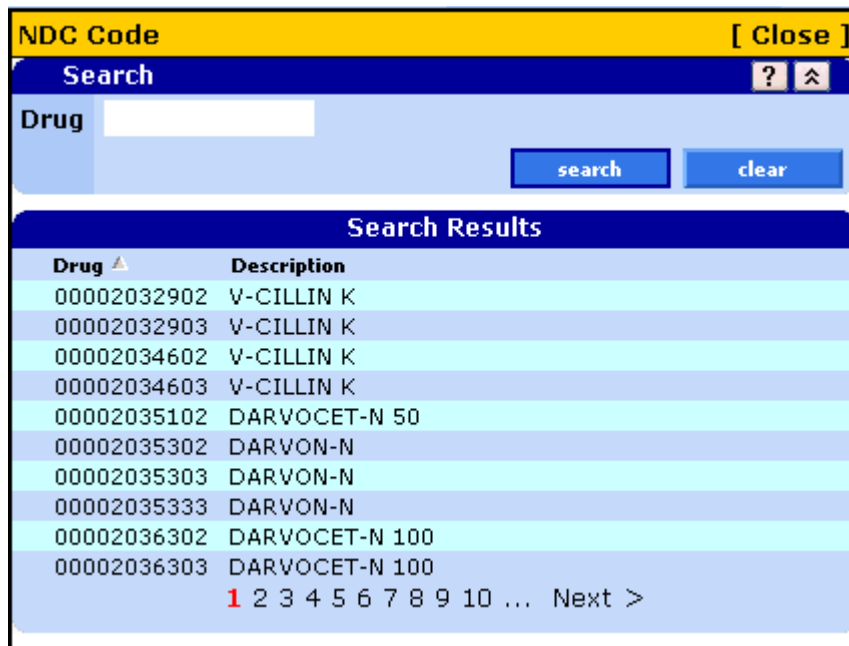 NDC Code [ Close ]
Search ?
Drug
search clear
Search Results
Drug Description
00002032902 V-CILLIN K
00002032903 V-CILLIN K
00002034602 V-CILLIN K
00002034603 V-CILLIN K
00002035102 DARVOCET-N 50
00002035302 DARVON-N
00002035303 DARVON-N
00002035333 DARVON-N
00002036302 DARVOCET-N 100
00002036303 DARVOCET-N 100
1 2 3 4 5 6 7 8 9 10 ... Next >